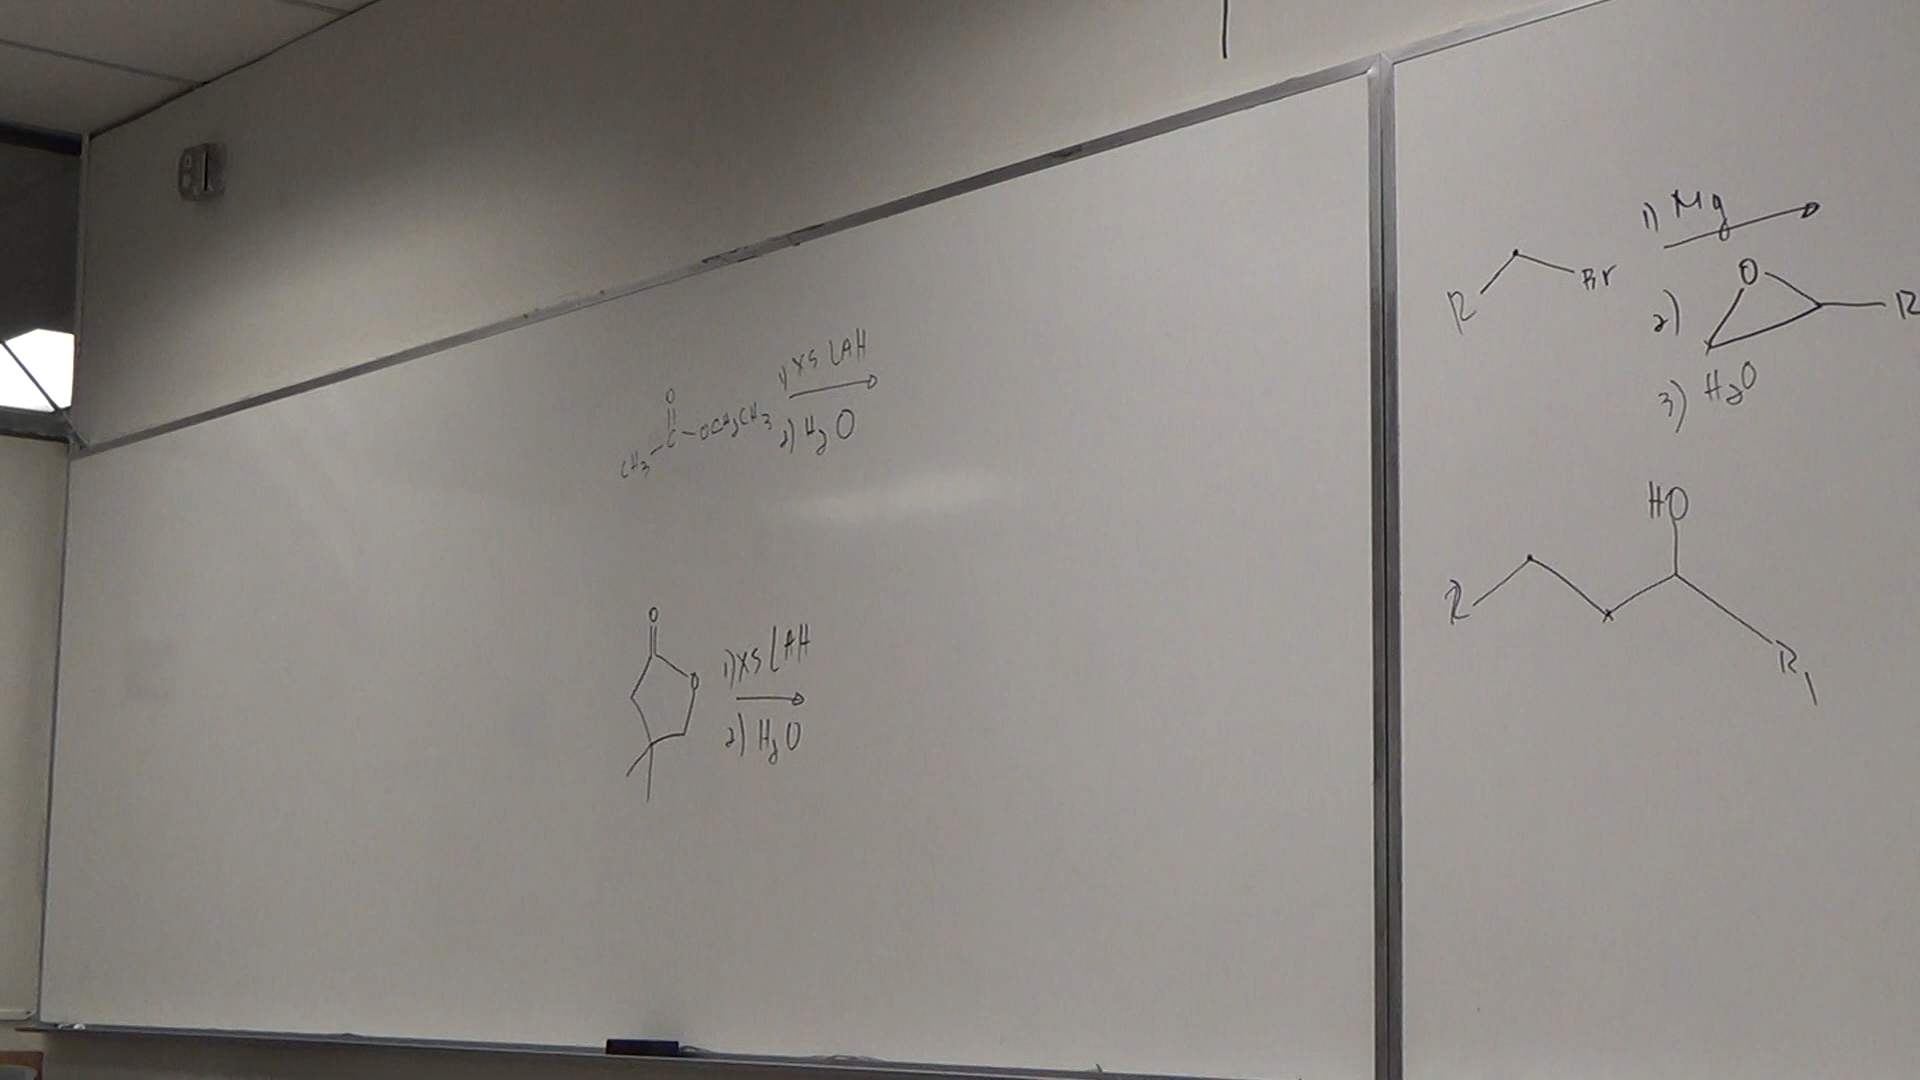 O
CH3 C OCH2CH3
1) XS LAH
2) H2O
O
O
1) XS LAH
2) H2O
R Br
1) Mg
2) O R
3) H2O
HO
R R1